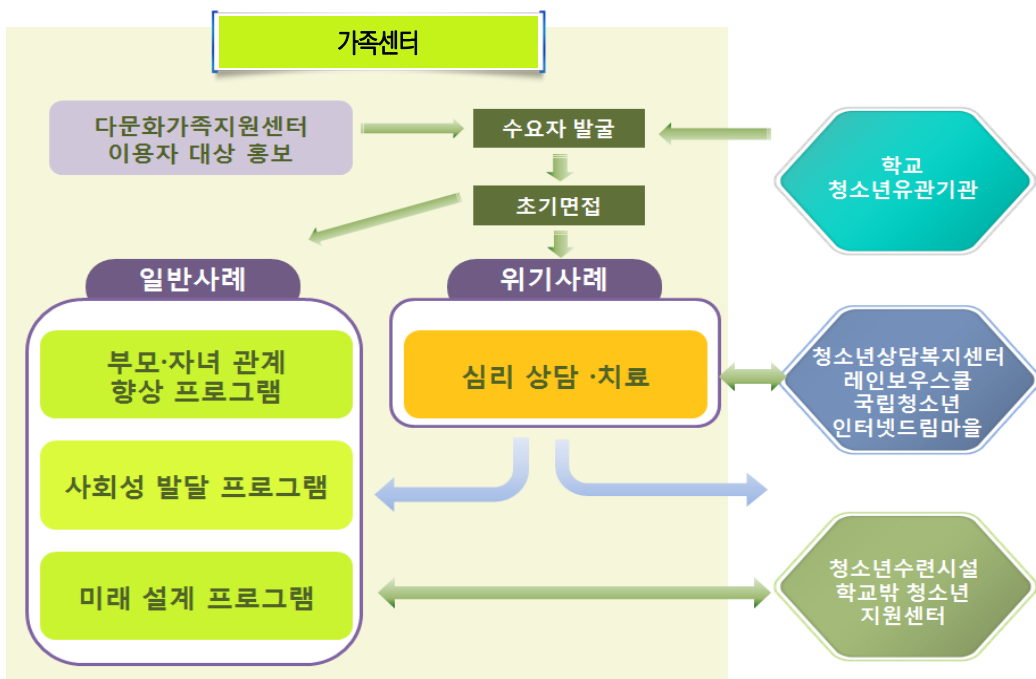 가족센터
다문화가족지원센터
이용자 대상 홍보
수요자 발굴
학교
청소년유관기관
초기면접
일반사례
위기사례
부모·자녀 관계
향상 프로그램
심리 상담 ·치료
청소년상담복지센터
레인보우스쿨
국립청소년
인터넷드림마을
사회성 발달 프로그램
미래 설계 프로그램
청소년수련시설
학교밖 청소년
지원센터